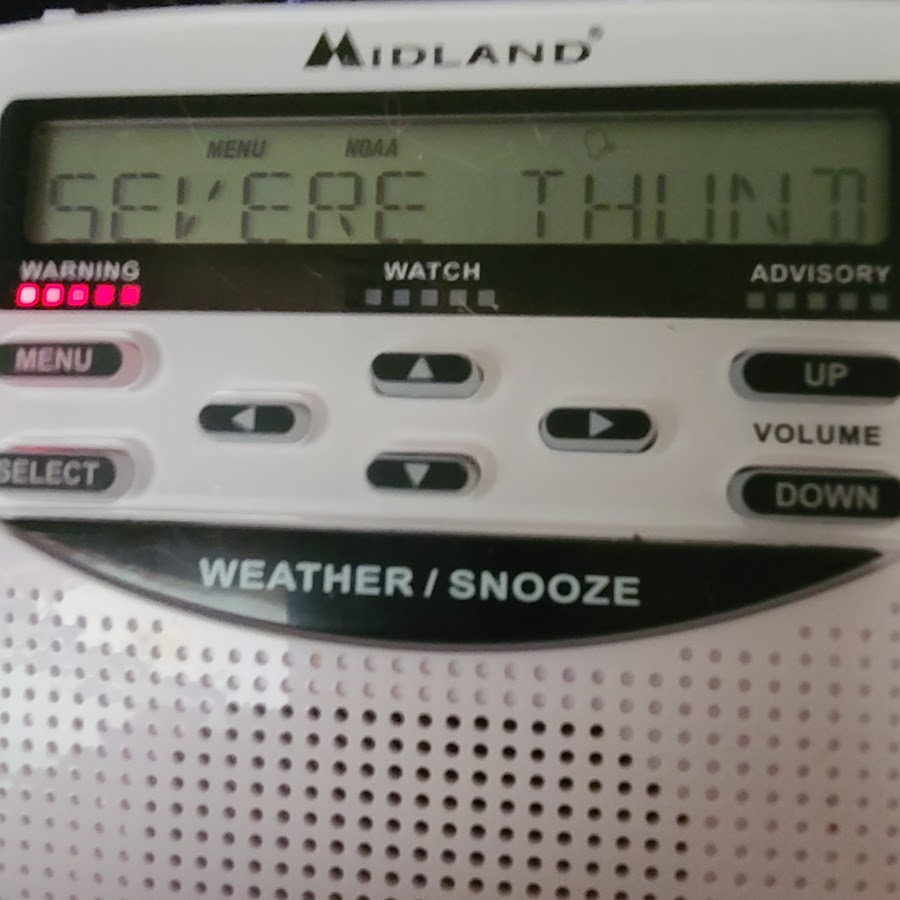 MIDLAND®
MENU NOAA
SEVERE THUND
WARNING WATCH ADVISORY
MENU
UP
VOLUME
SELECT
DOWN
WEATHER / SNOOZE